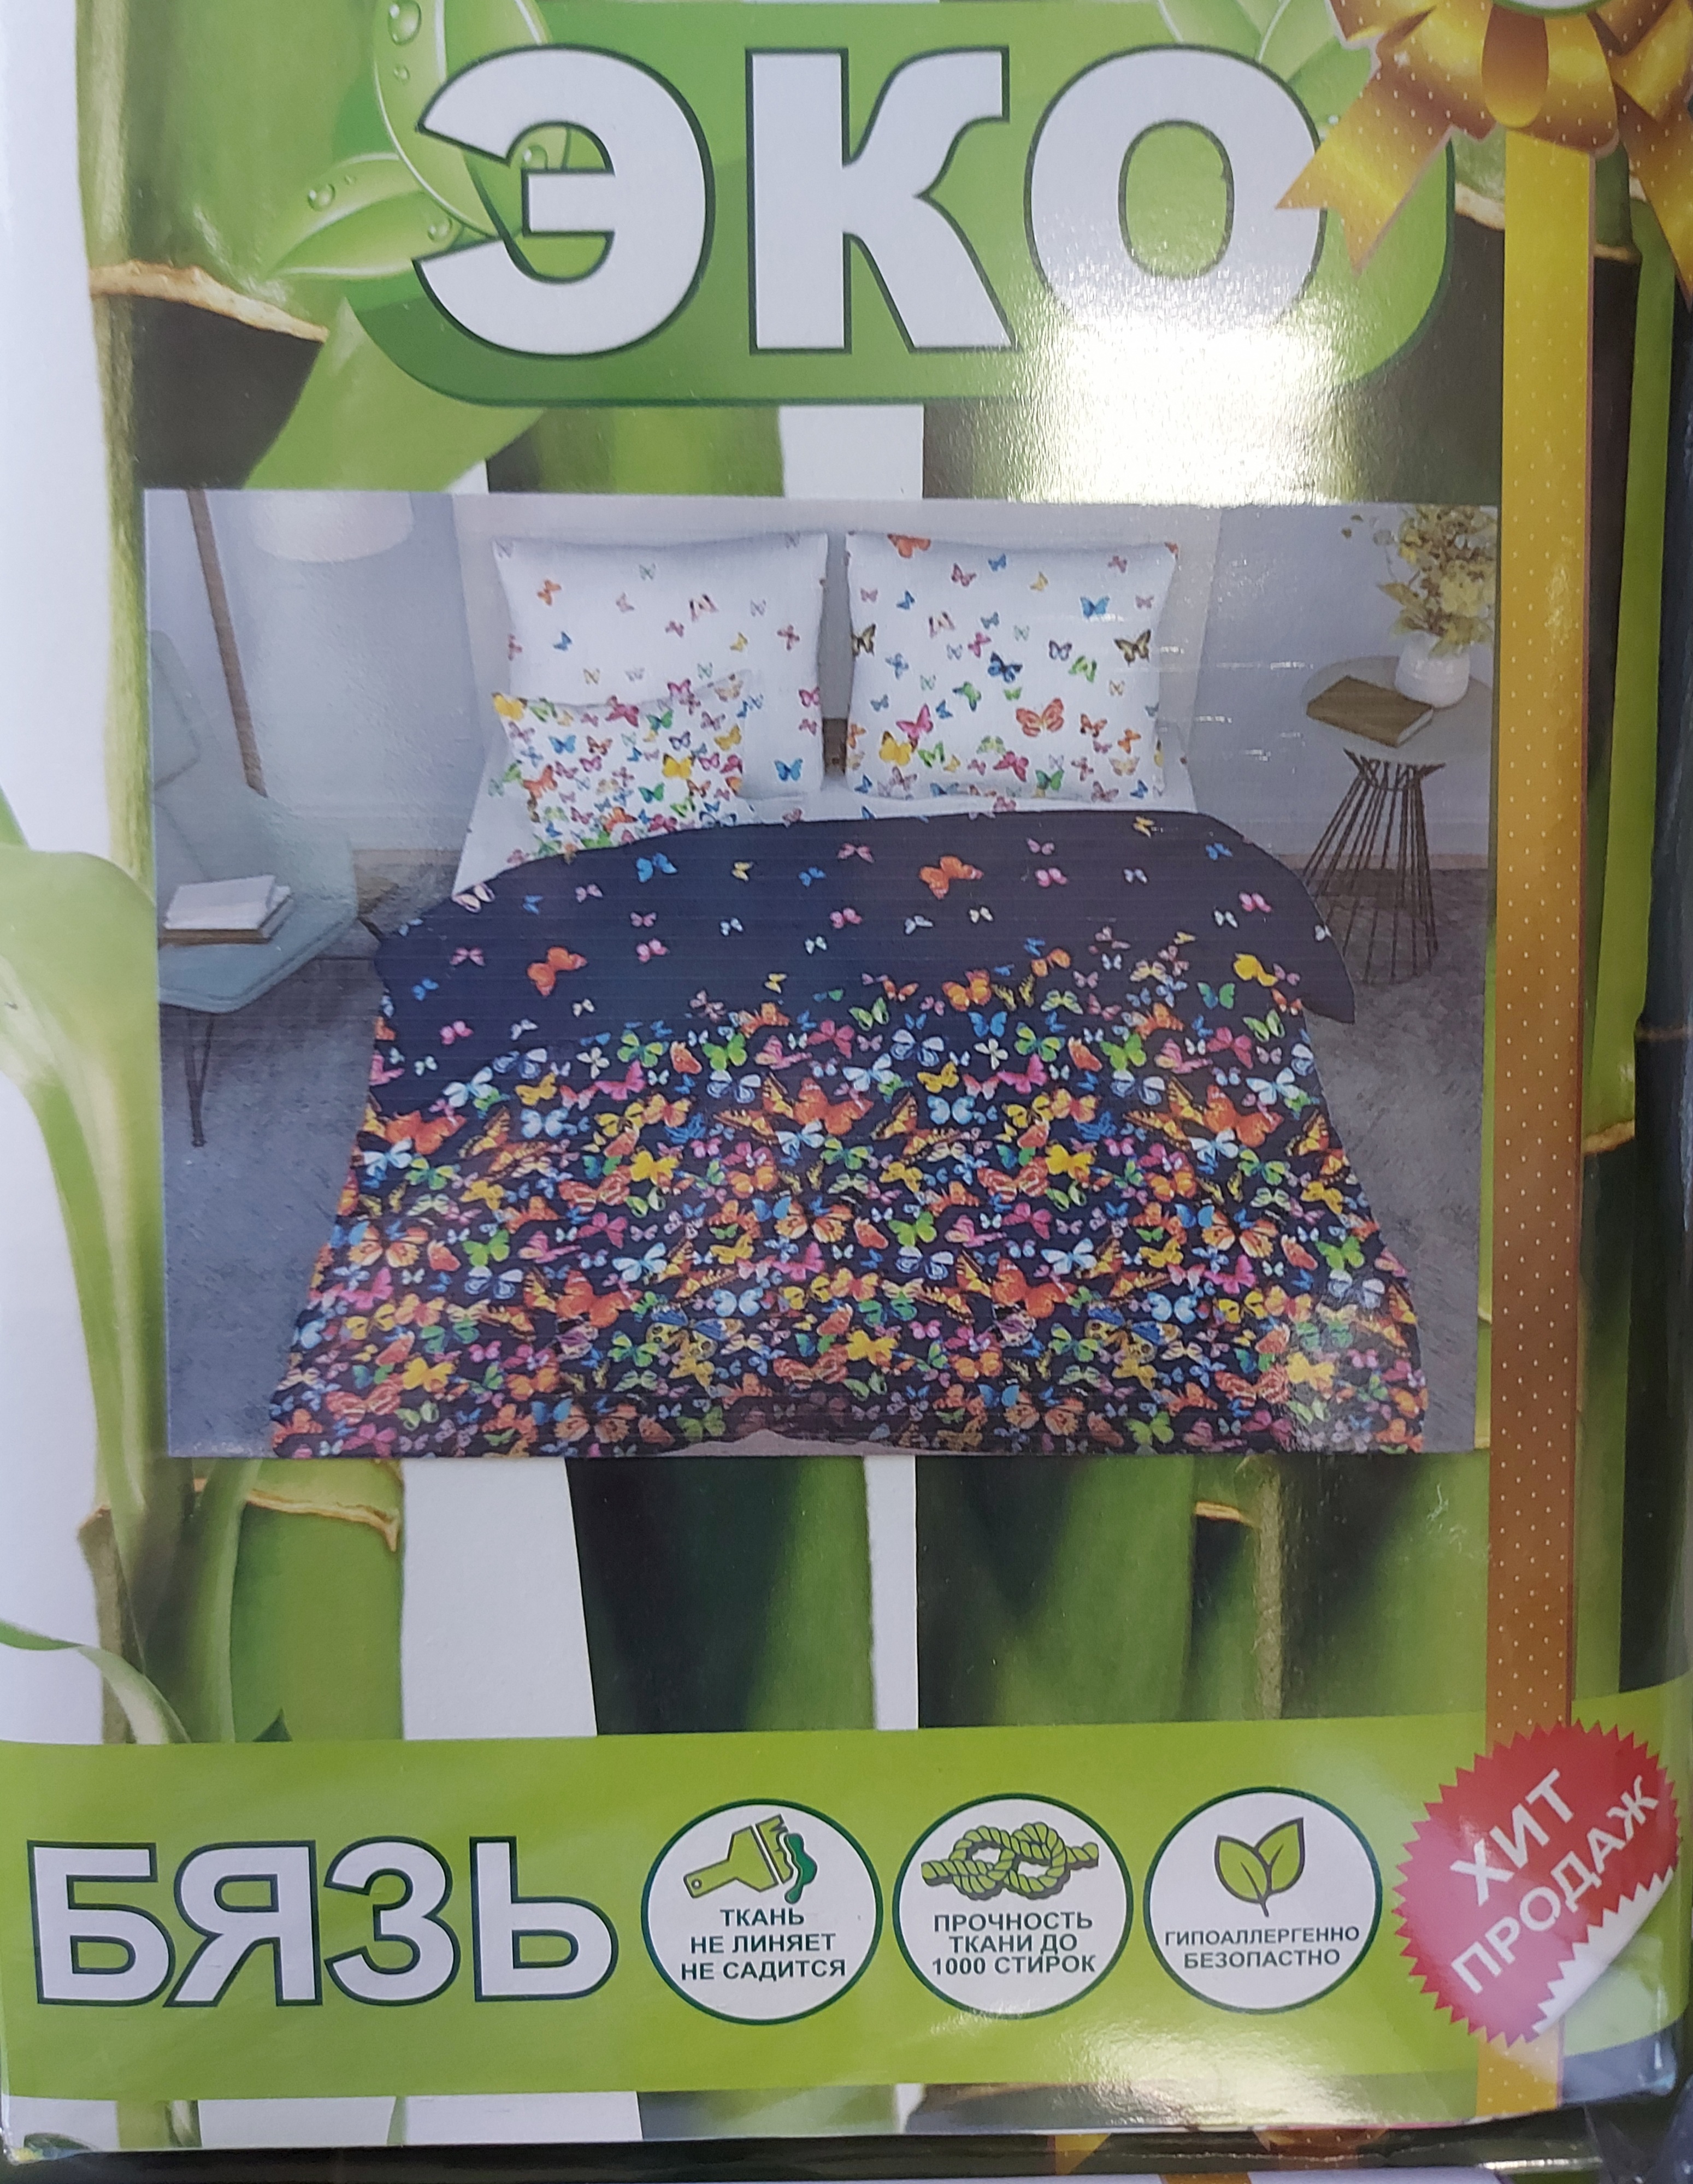 ЭКО
БЯЗЬ
ТКАНЬ
НЕ ЛИНЯЕТ
НЕ САДИТСЯ
ПРОЧНОСТЬ
ТКАНИ ДО
1000 СТИРОК
ГИПОАЛЛЕРГЕННО
БЕЗОПАСТНО
ХИТ
ПРОДАЖ